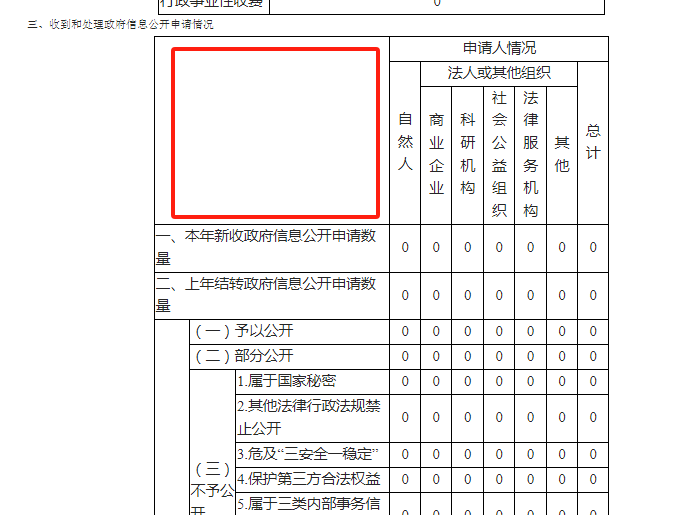 行政事业性收费 0
三、收到和处理政府信息公开申请情况
申请人情况
法人或其他组织
自然人 商业企业 科研机构 社会公益组织 法律服务机构 其他 总计
一、本年新收政府信息公开申请数
量 0 0 0 0 0 0 0
二、上年结转政府信息公开申请数
量 0 0 0 0 0 0 0
（一）予以公开 0 0 0 0 0 0 0
（二）部分公开 0 0 0 0 0 0 0
（三）
不予公
开
1.属于国家秘密 0 0 0 0 0 0 0
2.其他法律行政法规禁
止公开 0 0 0 0 0 0 0
3.危及“三安全一稳定” 0 0 0 0 0 0 0
4.保护第三方合法权益 0 0 0 0 0 0 0
5.属于三类内部事务信 0 0 0 0 0 0 0